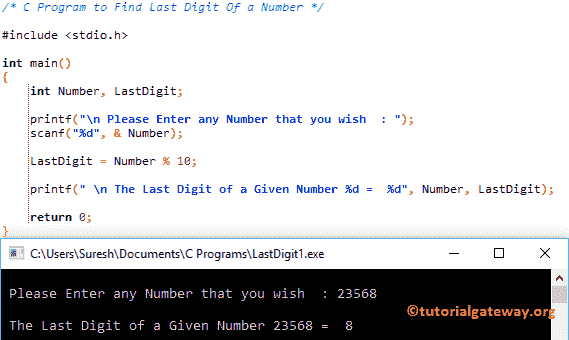 /* C Program to Find Last Digit Of a Number */
#include <stdio.h>
int main()
{
int Number, LastDigit;
printf("\n Please Enter any Number that you wish  : ");
scanf("%d", & Number);
LastDigit = Number % 10;
printf(" \n The Last Digit of a Given Number %d =  %d", Number, LastDigit);
return 0;
}
C:\Users\Suresh\Documents\C Programs\LastDigit1.exe
Please Enter any Number that you wish  : 23568
©tutorialgateway.org
The Last Digit of a Given Number 23568 =  8